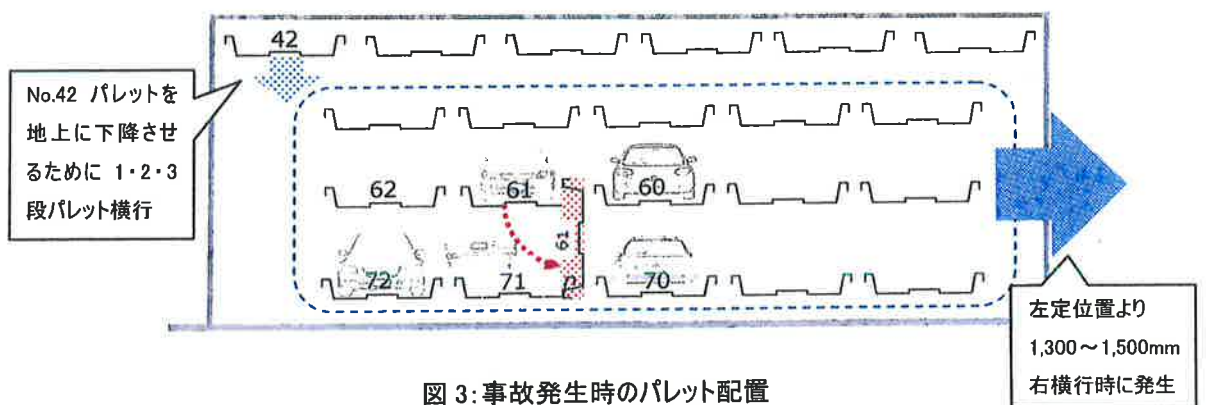 42
No.42 パレットを
地上に下降させ
るために 1・2・3
段パレット横行
62
61
60
61
72
71
70
左定位置より
1,300～1,500mm
右横行時に発生
図 3：事故発生時のパレット配置